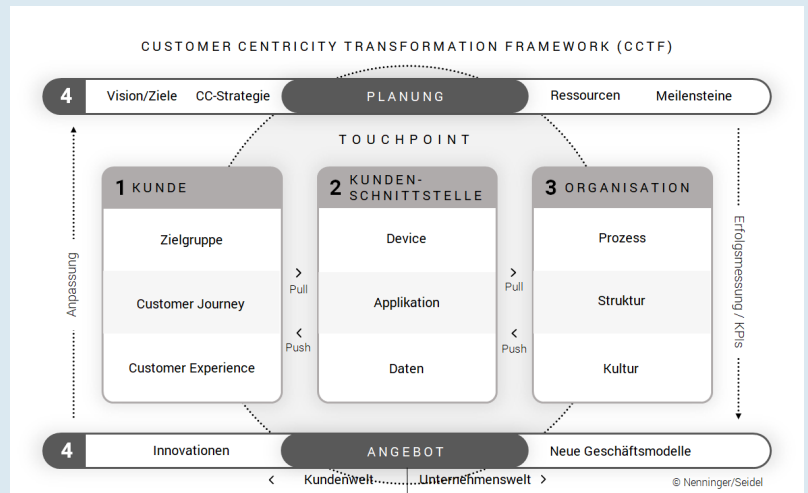 CUSTOMER CENTRICITY TRANSFORMATION FRAMEWORK (CCTF)
4 Vision/Ziele CC-Strategie PLANUNG Ressourcen Meilensteine
TOUCHPOINT
1 KUNDE
Zielgruppe
Customer Journey
Customer Experience
> Pull
< Push
2 KUNDEN-
SCHNITTSTELLE
Device
Applikation
Daten
> Pull
< Push
3 ORGANISATION
Prozess
Struktur
Kultur
Anpassung
Erfolgsmessung / KPIs
4 Innovationen ANGEBOT Neue Geschäftsmodelle
< Kundenwelt Unternehmenswelt >
© Nenninger/Seidel